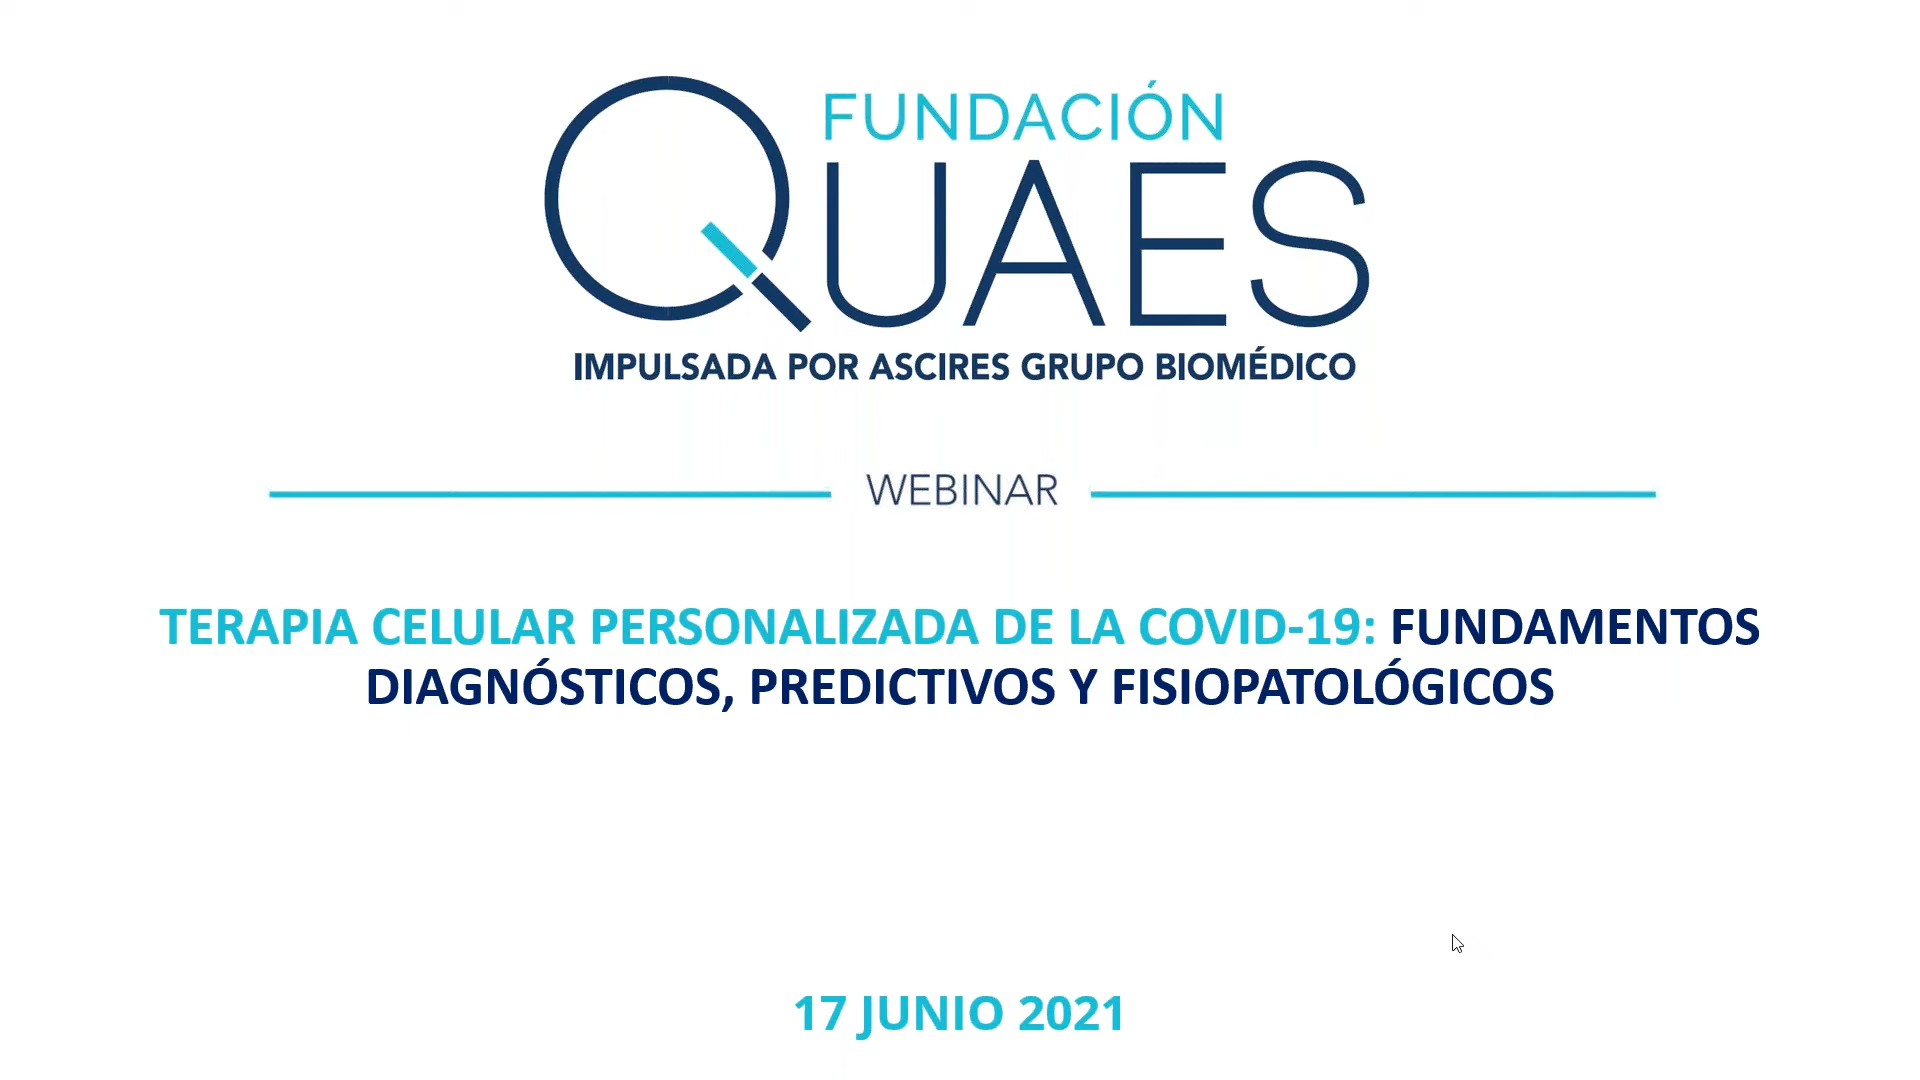 FUNDACIÓN
QUAES
IMPULSADA POR ASCIRES GRUPO BIOMÉDICO
WEBINAR
TERAPIA CELULAR PERSONALIZADA DE LA COVID-19: FUNDAMENTOS
DIAGNÓSTICOS, PREDICTIVOS Y FISIOPATOLÓGICOS
17 JUNIO 2021